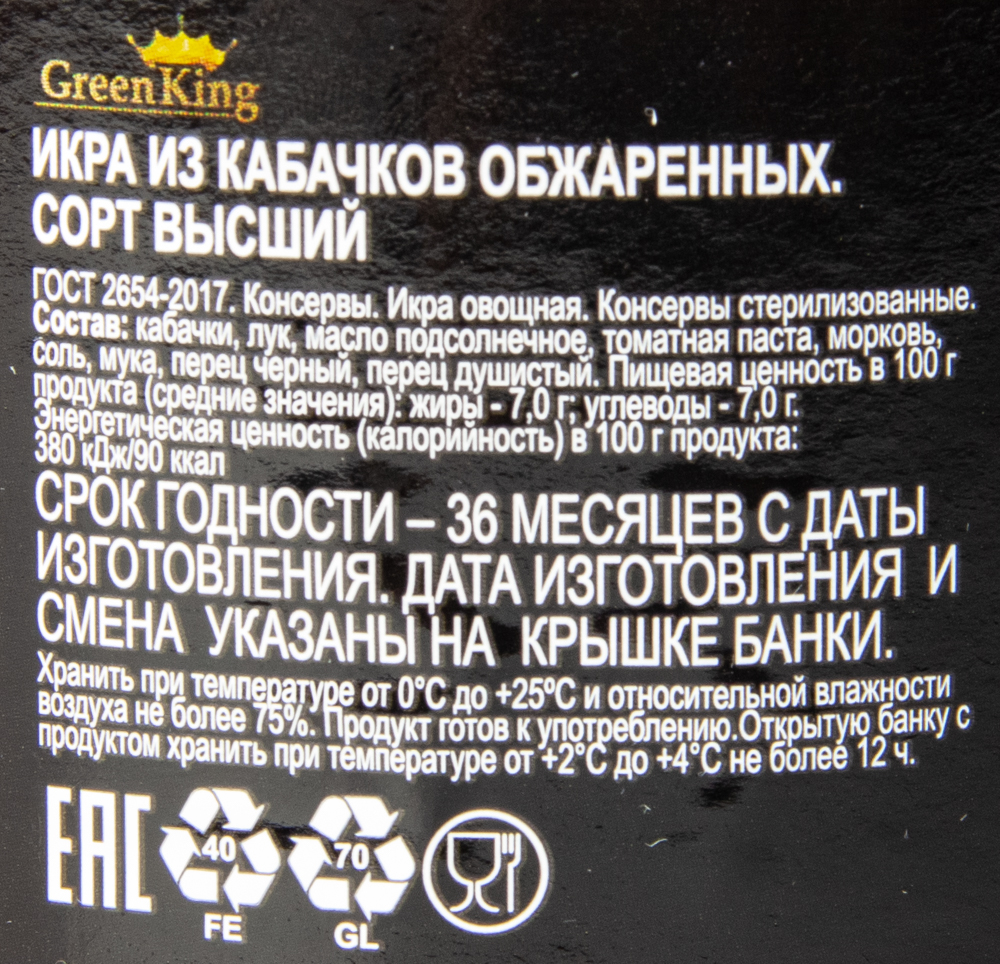 GreenKing
ИКРА ИЗ КАБАЧКОВ ОБЖАРЕННЫХ.
СОРТ ВЫСШИЙ
ГОСТ 2654-2017. Консервы. Икра овощная. Консервы стерилизованные.
Состав: кабачки, лук, масло подсолнечное, томатная паста, морковь,
соль, мука, перец черный, перец душистый. Пищевая ценность в 100 г
продукта (средние значения): жиры - 7,0 г; углеводы - 7,0 г.
Энергетическая ценность (калорийность) в 100 г продукта:
380 кДж/90 ккал
СРОК ГОДНОСТИ – 36 МЕСЯЦЕВ С ДАТЫ
ИЗГОТОВЛЕНИЯ. ДАТА ИЗГОТОВЛЕНИЯ И
СМЕНА УКАЗАНЫ НА КРЫШКЕ БАНКИ.
Хранить при температуре от 0°С до +25ºС и относительной влажности
воздуха не более 75%. Продукт готов к употреблению.Открытую банку с
продуктом хранить при температуре от +2°С до +4°С не более 12 ч.
EAC 40 70
FE GL